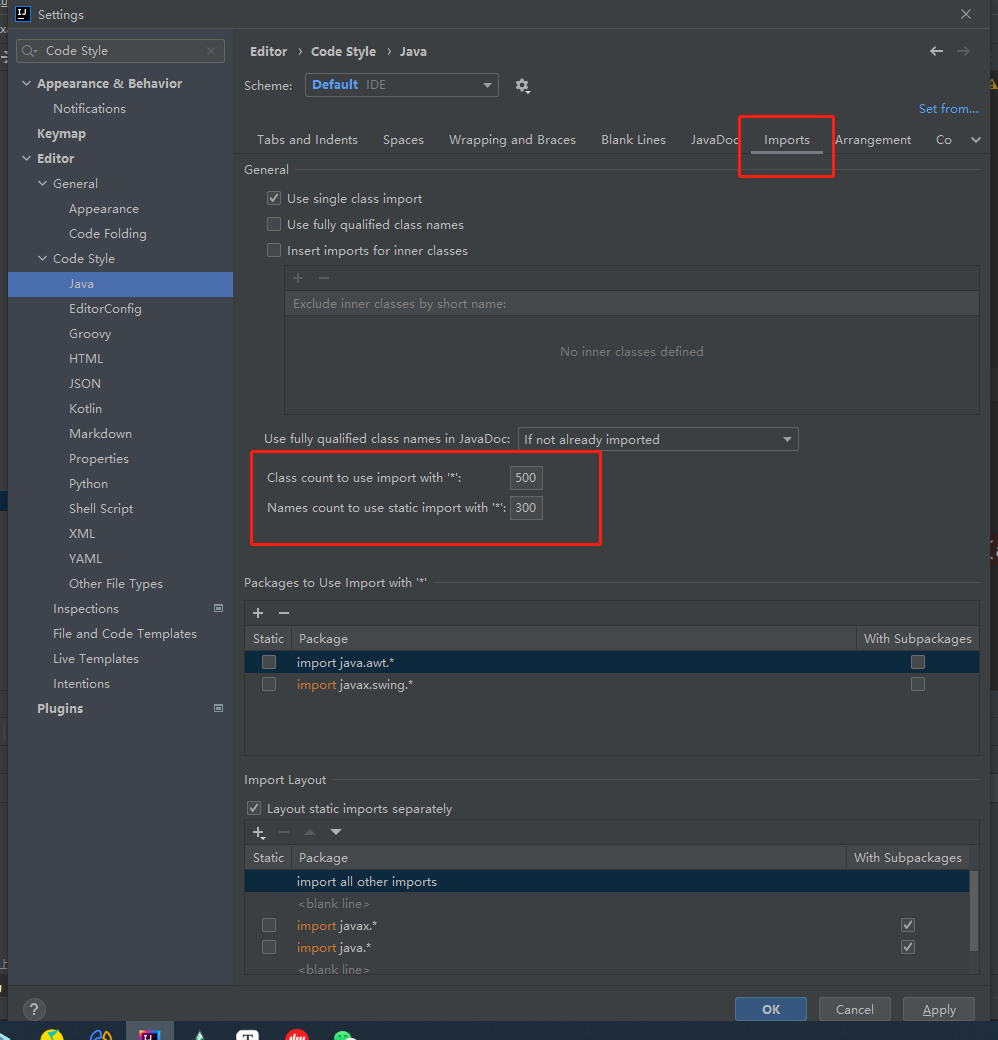 Settings
Code Style
Appearance & Behavior
Notifications
Keymap
Editor
General
Appearance
Code Folding
Code Style
Java
EditorConfig
Groovy
HTML
JSON
Kotlin
Markdown
Properties
Python
Shell Script
XML
YAML
Other File Types
Inspections
File and Code Templates
Live Templates
Intentions
Plugins
Editor › Code Style › Java
Scheme: Default IDE
Set from...
Tabs and Indents Spaces Wrapping and Braces Blank Lines JavaDoc Imports Arrangement Co
General
Use single class import
Use fully qualified class names
Insert imports for inner classes
Exclude inner classes by short name:
No inner classes defined
Use fully qualified class names in JavaDoc: If not already imported
Class count to use import with '*': 500
Names count to use static import with '*': 300
Packages to Use Import with '*'
Static Package With Subpackages
import java.awt.*
import javax.swing.*
Import Layout
Layout static imports separately
Static Package With Subpackages
import all other imports
<blank line>
import javax.*
import java.*
<blank line>
?
OK Cancel Apply